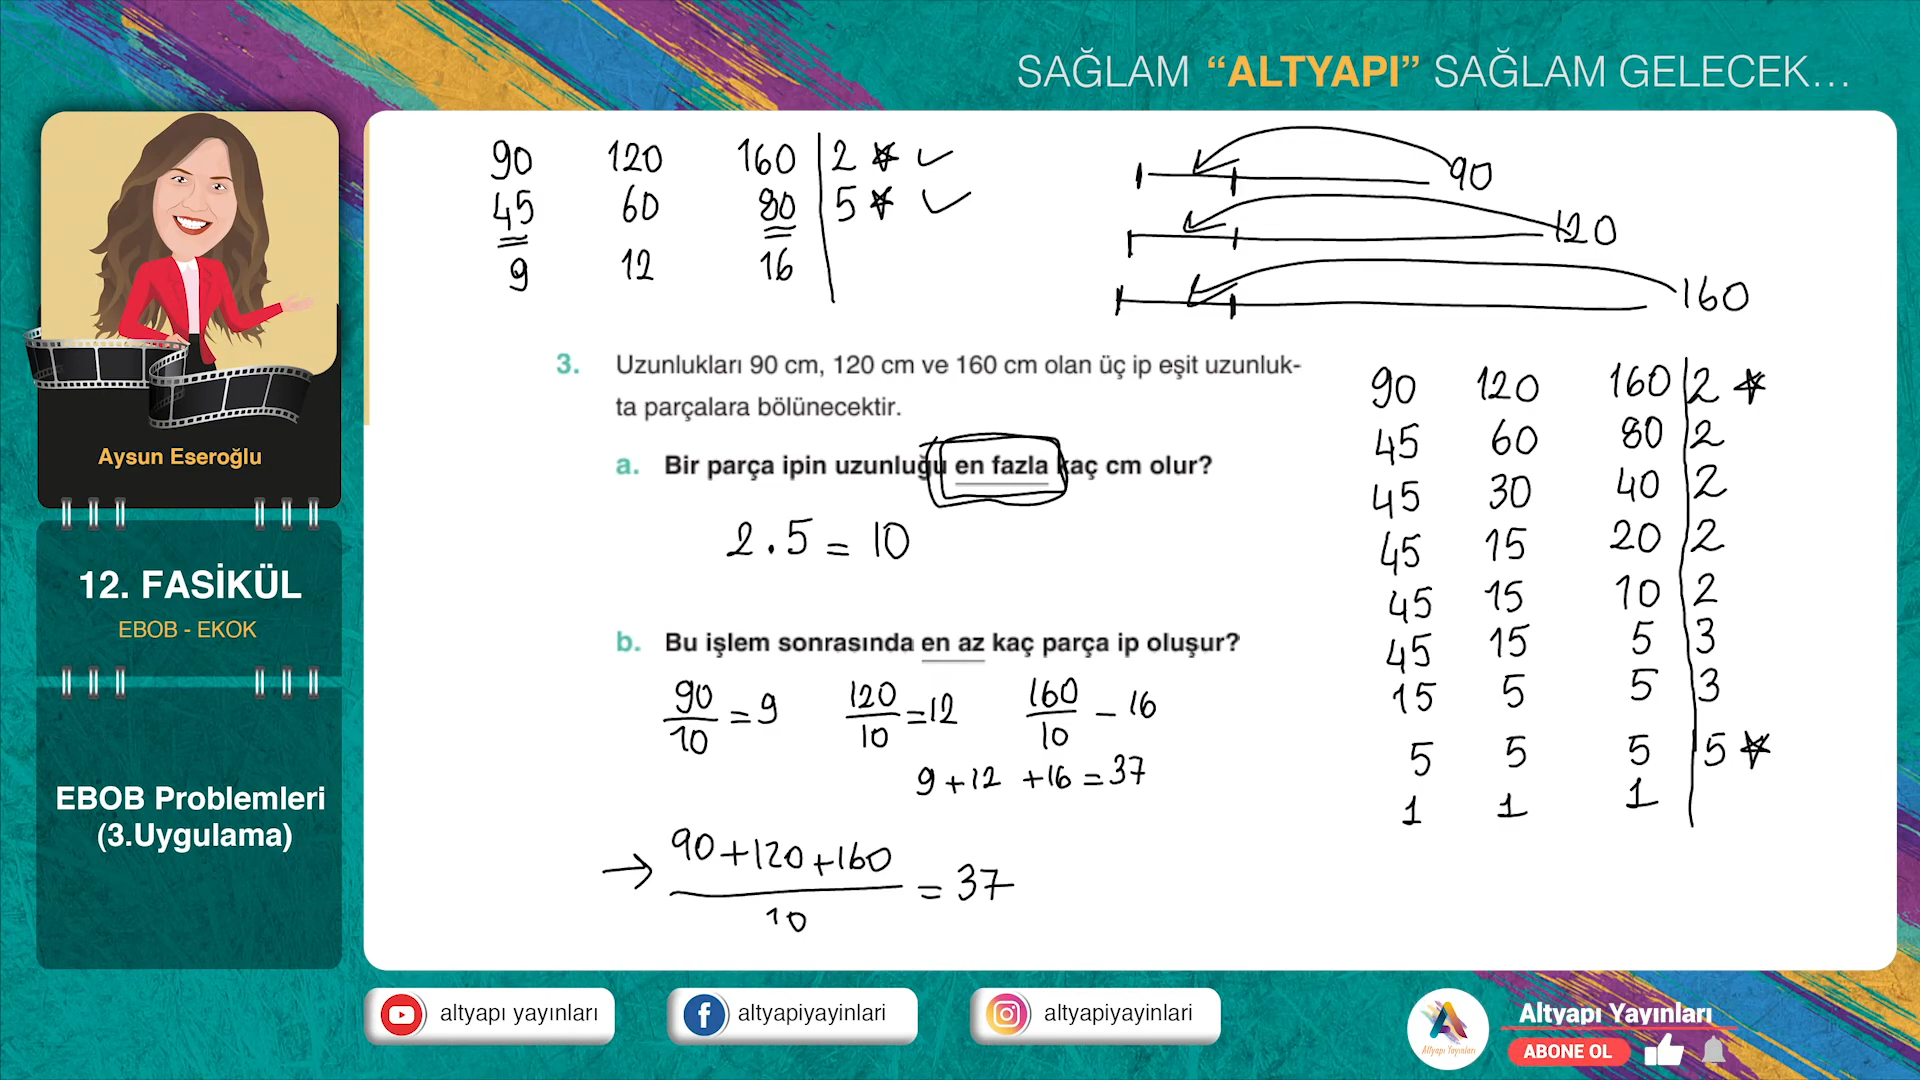 SAĞLAM “ALTYAPI” SAĞLAM GELECEK...
Aysun Eseroğlu
12. FASİKÜL
EBOB - EKOK
EBOB Problemleri
(3.Uygulama)
90 120 160 2
45 60 80 5
9 12 16
90
120
160
3. Uzunlukları 90 cm, 120 cm ve 160 cm olan üç ip eşit uzunluk-
ta parçalara bölünecektir.
a. Bir parça ipin uzunluğu en fazla kaç cm olur?
2.5 = 10
b. Bu işlem sonrasında en az kaç parça ip oluşur?
90/10 = 9 120/10 = 12 160/10 - 16
9 + 12 + 16 = 37
→ 90+120+160/10 = 37
90 120 160 2
45 60 80 2
45 30 40 2
45 15 20 2
45 15 10 2
45 15 5 3
15 5 5 3
5 5 5 5
1 1 1
altyapı yayınları
altyapiyayinlari
altyapiyayinlari
Altyapı Yayınları
Altyapı Yayınları
ABONE OL